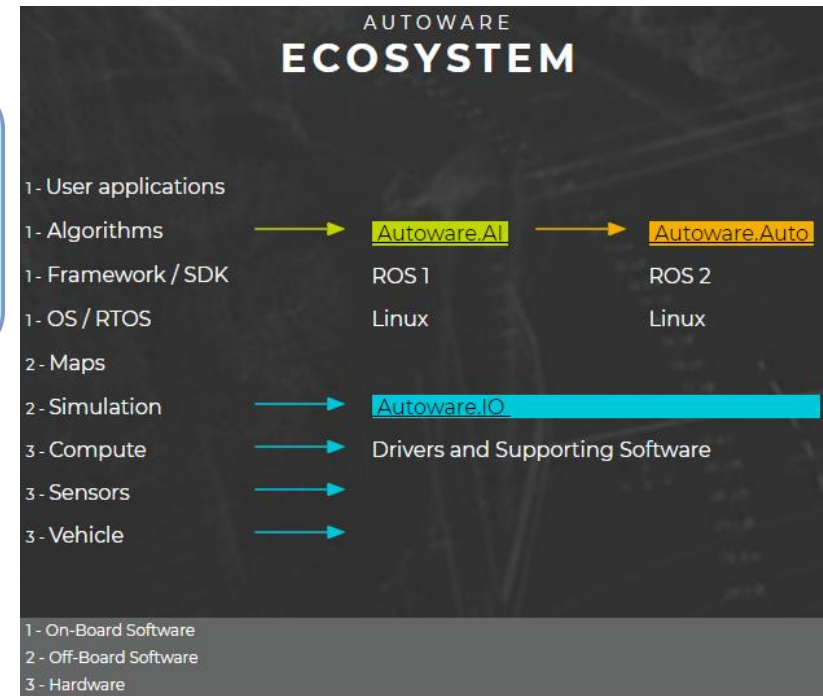 AUTOWARE
ECOSYSTEM
1 - User applications
1 - Algorithms Autoware.AI Autoware.Auto
1 - Framework / SDK ROS 1 ROS 2
1 - OS / RTOS Linux Linux
2 - Maps
2 - Simulation Autoware.IO
3 - Compute Drivers and Supporting Software
3 - Sensors
3 - Vehicle
1 - On-Board Software
2 - Off-Board Software
3 - Hardware